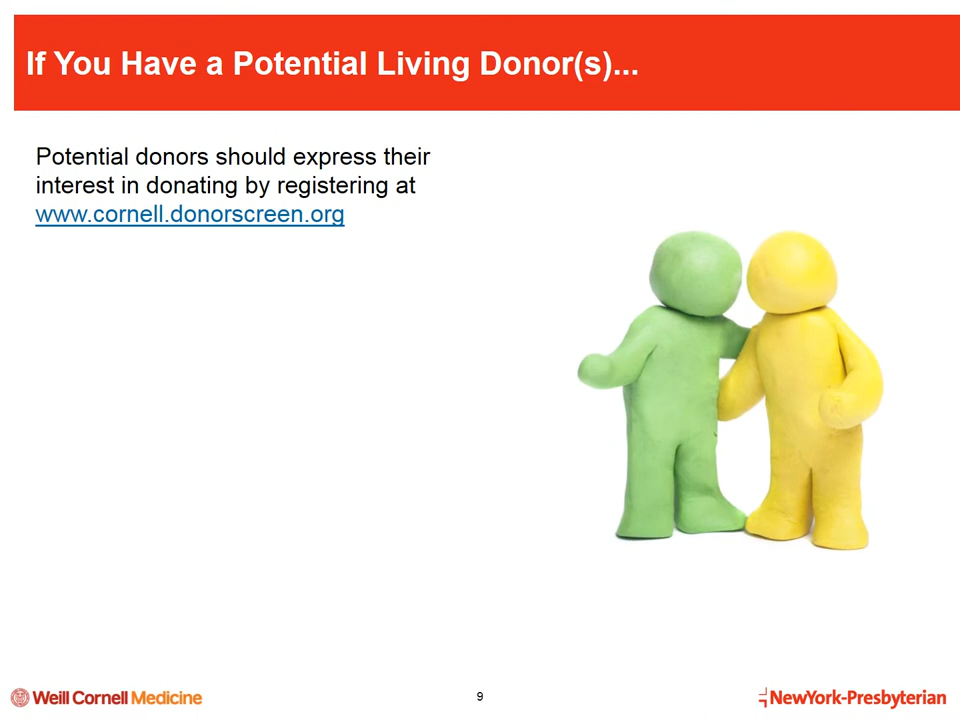 If You Have a Potential Living Donor(s)...
Potential donors should express their
interest in donating by registering at
www.cornell.donorscreen.org
Weill Cornell Medicine
9
NewYork-Presbyterian